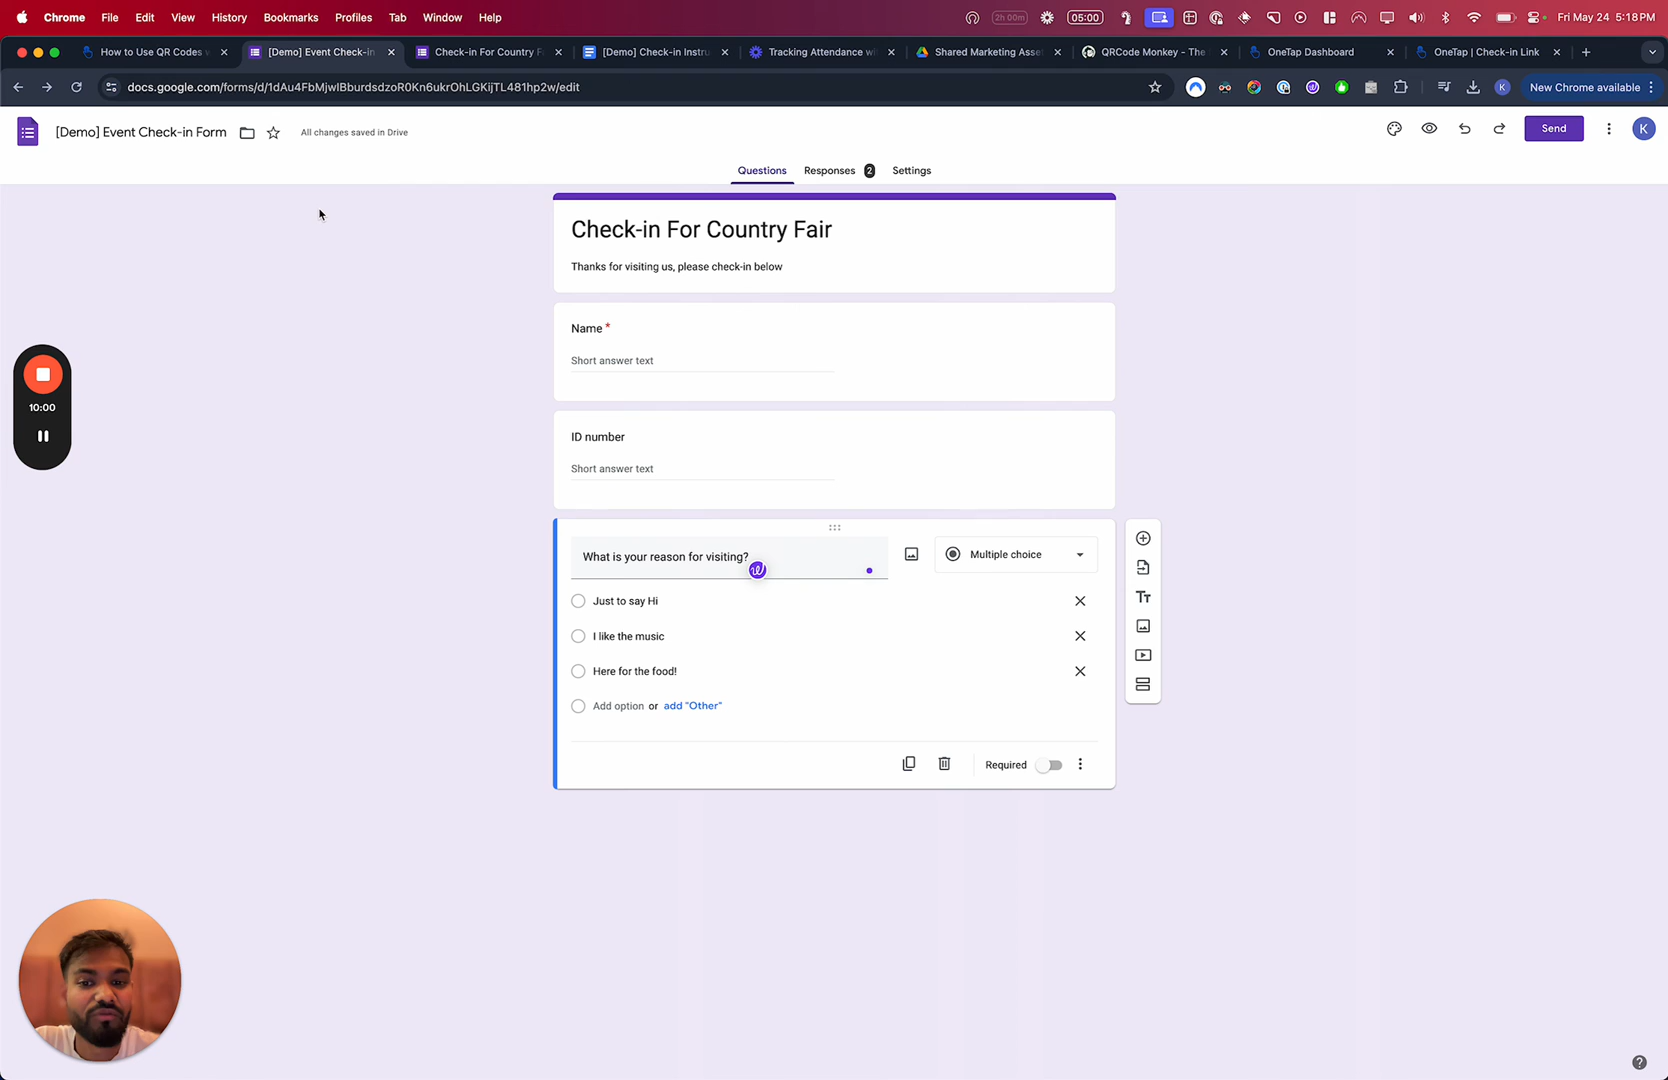 Chrome File Edit View History Bookmarks Profiles Tab Window Help 2h 00m 05:00 Fri May 24 5:18 PM
How to Use QR Codes [Demo] Event Check-in Check-in For Country F [Demo] Check-in Instru Tracking Attendance wi Shared Marketing Asse QRCode Monkey - The OneTap Dashboard OneTap | Check-in Link
docs.google.com/forms/d/1dAu4FbMjwlBburdsdzoR0Kn6ukrOhLGKijTL481hp2w/edit K New Chrome available
[Demo] Event Check-in Form All changes saved in Drive Send K
Questions Responses 2 Settings
Check-in For Country Fair
Thanks for visiting us, please check-in below
Name *
Short answer text
10:00
ID number
Short answer text
What is your reason for visiting? Multiple choice
Just to say Hi
I like the music
Tт
Here for the food!
Add option or add "Other"
Required